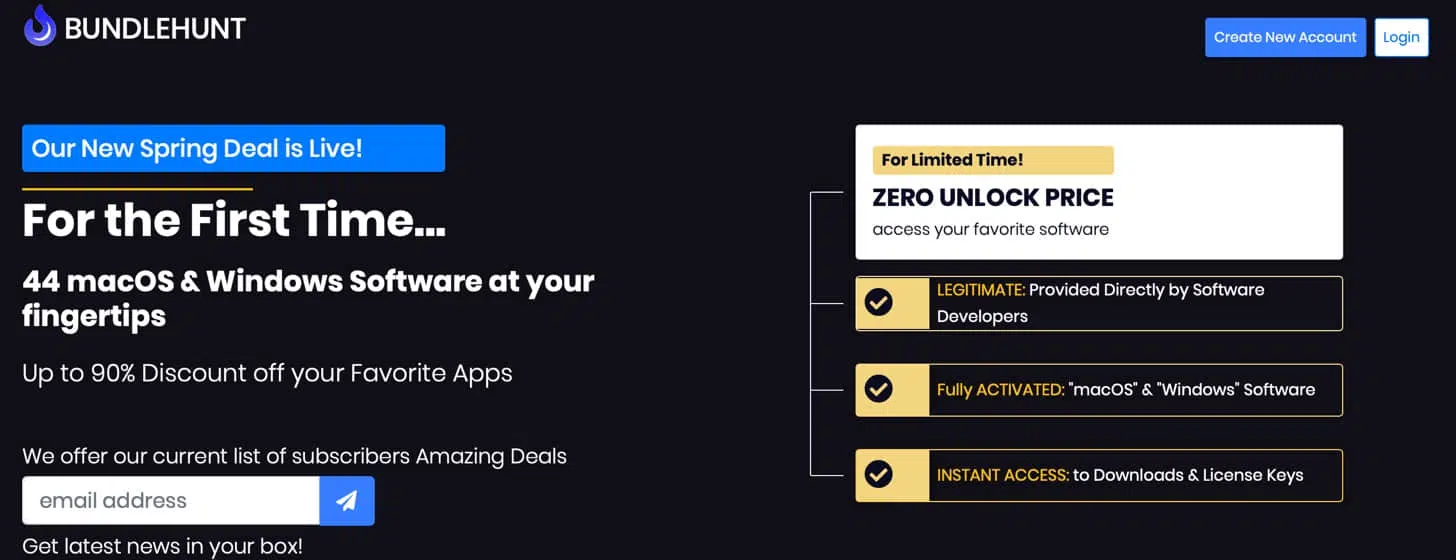 BUNDLEHUNT
Create New Account
Login
Our New Spring Deal is Live!
For the First Time...
44 macOS & Windows Software at your
fingertips
Up to 90% Discount off your Favorite Apps
We offer our current list of subscribers Amazing Deals
email address
Get latest news in your box!
For Limited Time!
ZERO UNLOCK PRICE
access your favorite software
LEGITIMATE: Provided Directly by Software
Developers
Fully ACTIVATED: "macOS" & "Windows" Software
INSTANT ACCESS: to Downloads & License Keys